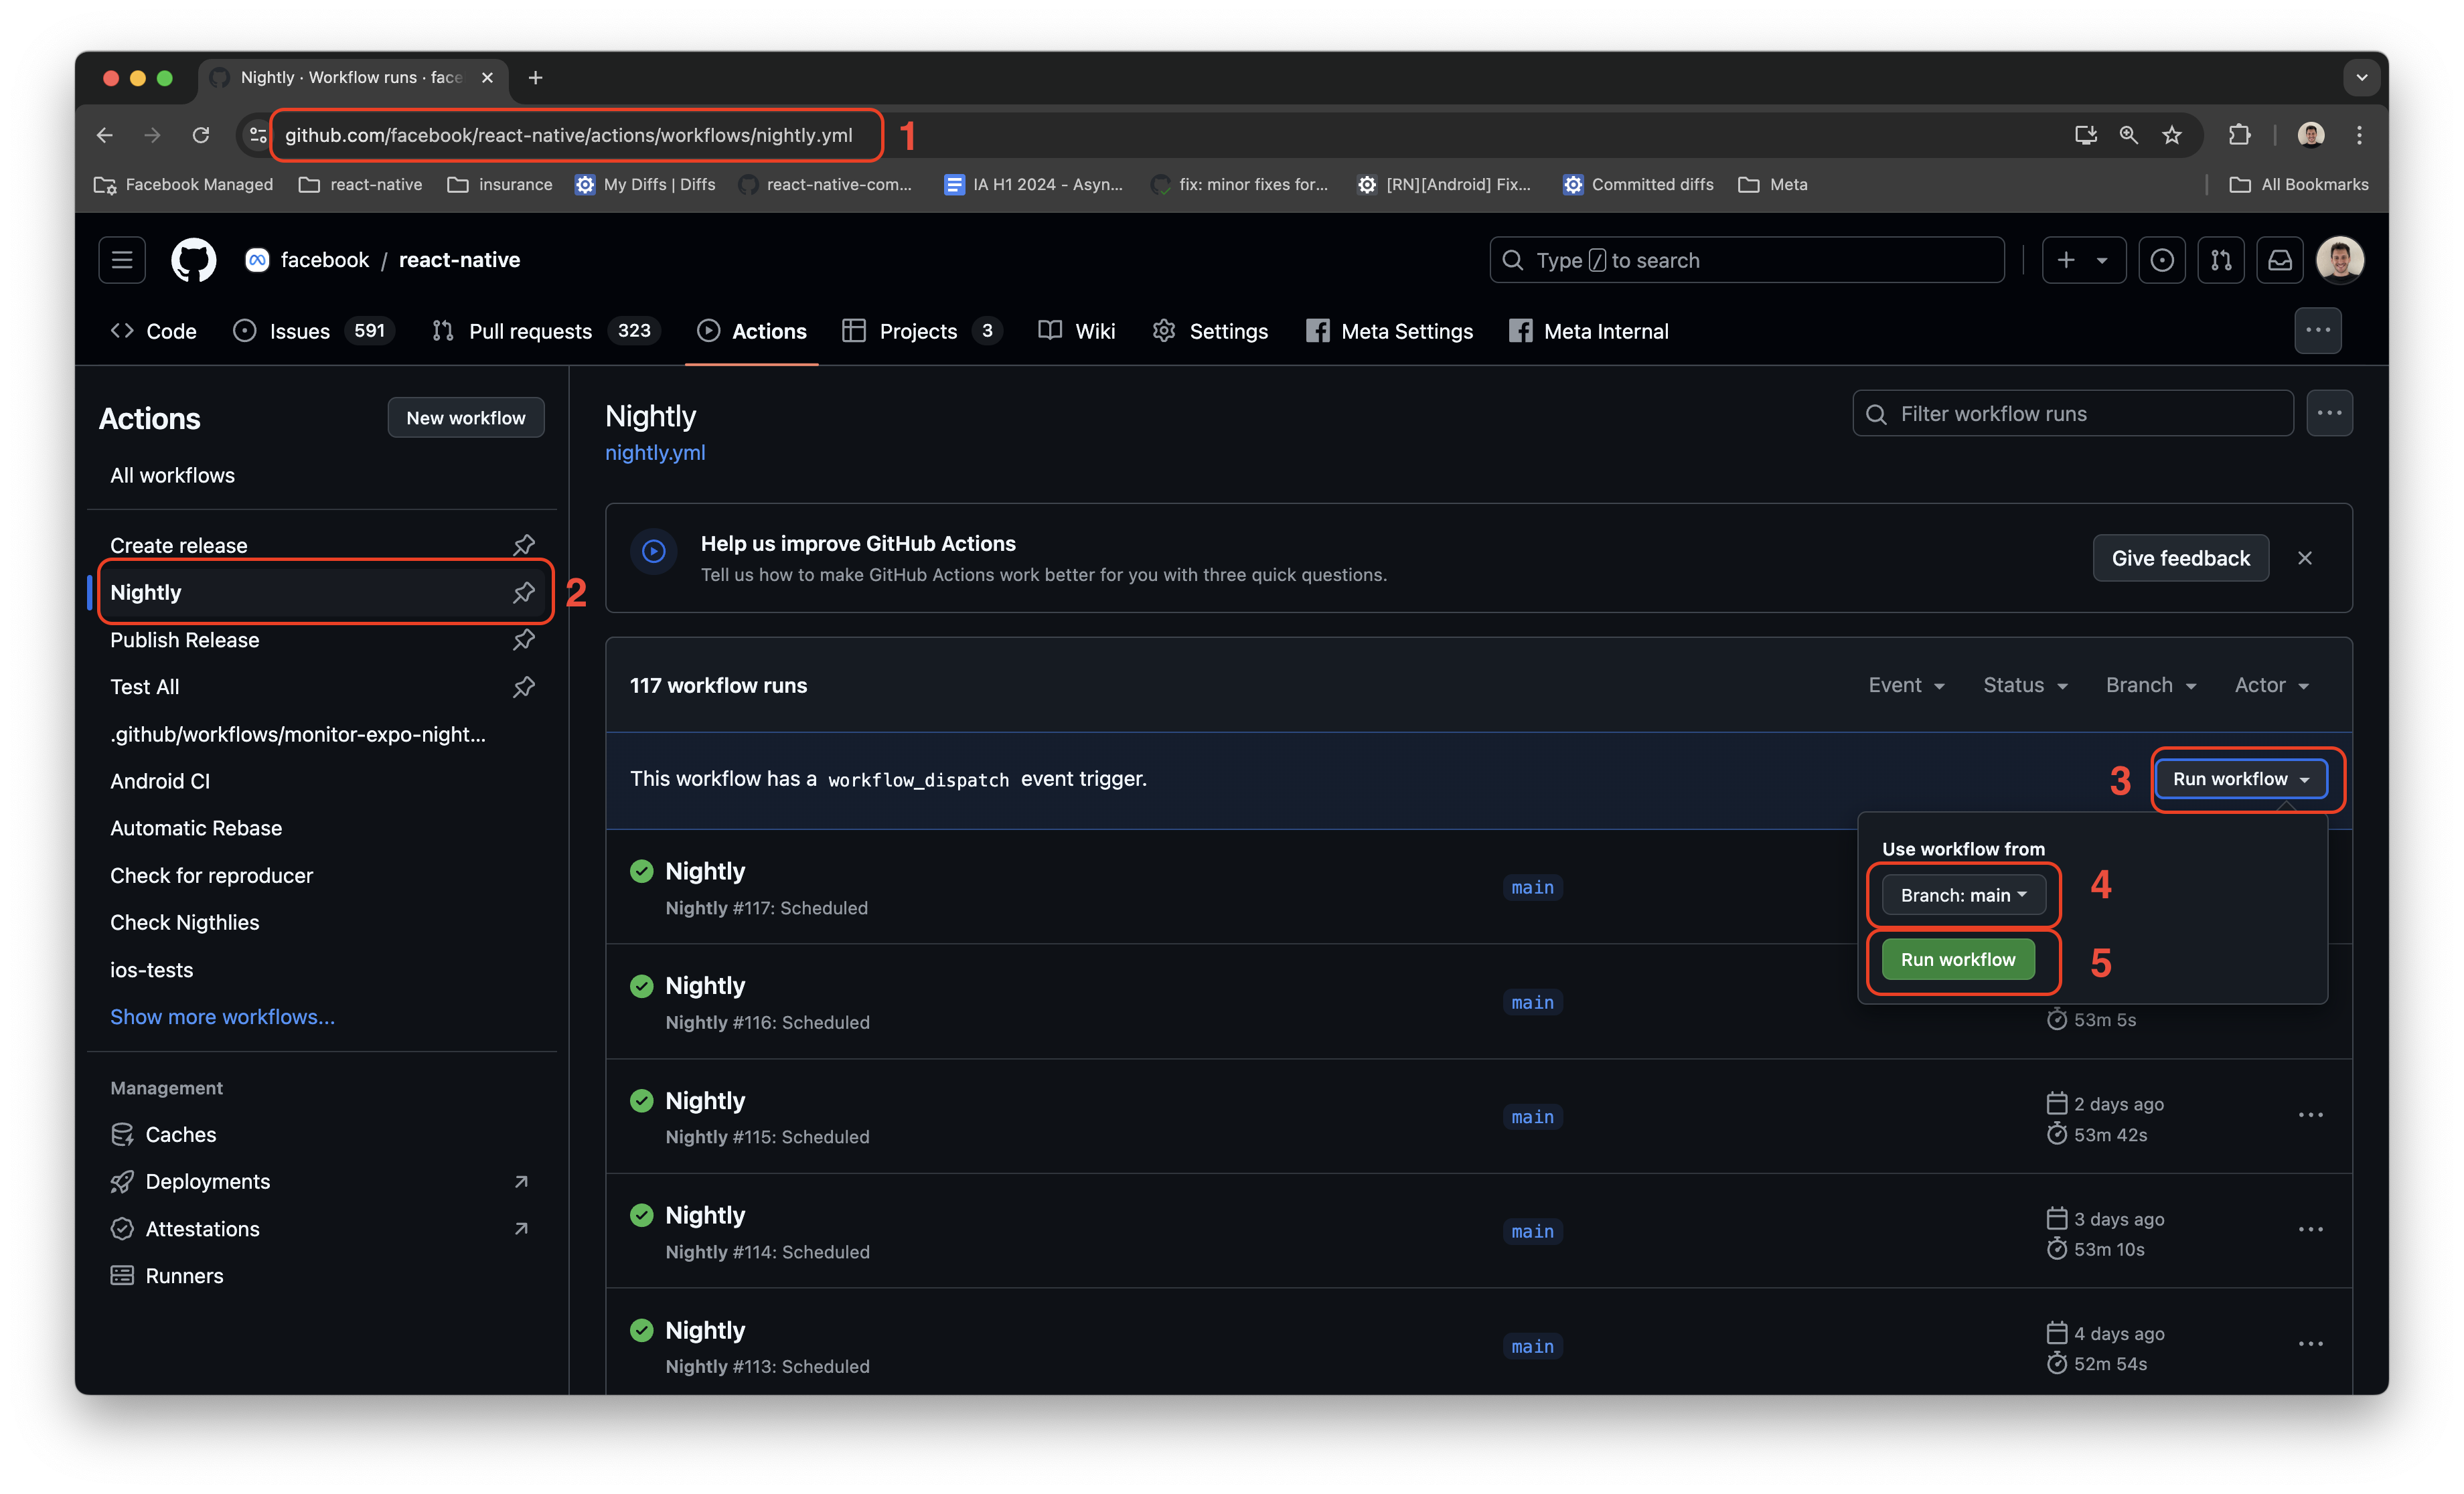 Nightly · Workflow runs · face
github.com/facebook/react-native/actions/workflows/nightly.yml
1
Facebook Managed
react-native
insurance
My Diffs | Diffs
react-native-com...
IA H1 2024 - Asyn...
fix: minor fixes for...
[RN][Android] Fix...
Committed diffs
Meta
All Bookmarks
facebook / react-native
Type / to search
Code
Issues 591
Pull requests 323
Actions
Projects 3
Wiki
Settings
Meta Settings
Meta Internal
Actions
New workflow
All workflows
Create release
Nightly
2
Publish Release
Test All
.github/workflows/monitor-expo-night...
Android CI
Automatic Rebase
Check for reproducer
Check Nigthlies
ios-tests
Show more workflows...
Management
Caches
Deployments
Attestations
Runners
Nightly
nightly.yml
Filter workflow runs
Help us improve GitHub Actions
Tell us how to make GitHub Actions work better for you with three quick questions.
Give feedback
117 workflow runs
Event
Status
Branch
Actor
This workflow has a workflow_dispatch event trigger.
3
Run workflow
Use workflow from
Branch: main
4
Run workflow
5
Nightly
Nightly #117: Scheduled
main
Nightly
Nightly #116: Scheduled
main
53m 5s
Nightly
Nightly #115: Scheduled
main
2 days ago
53m 42s
Nightly
Nightly #114: Scheduled
main
3 days ago
53m 10s
Nightly
Nightly #113: Scheduled
main
4 days ago
52m 54s